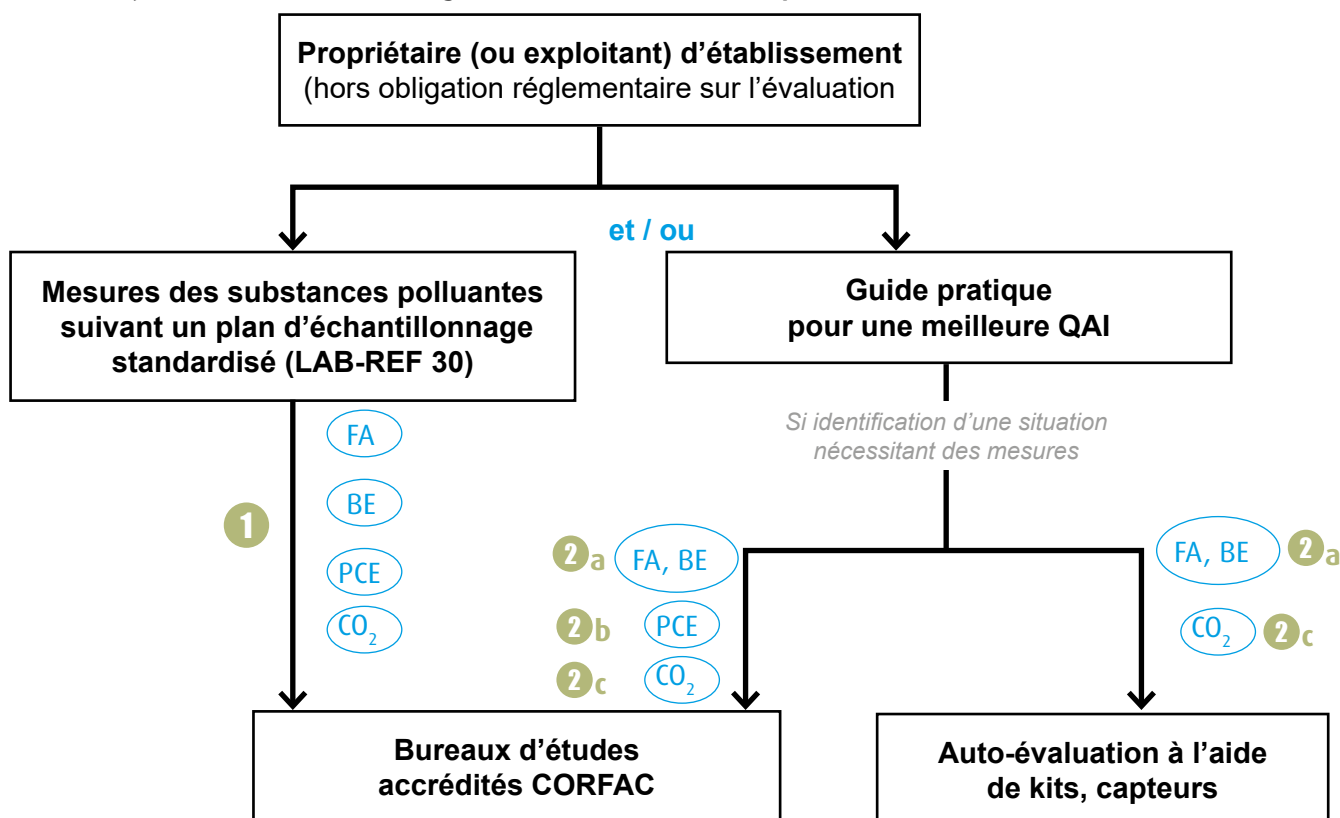 Propriétaire (ou exploitant) d'établissement
(hors obligation réglementaire sur l'évaluation
et / ou
Mesures des substances polluantes
suivant un plan d'échantillonnage
standardisé (LAB-REF 30)
Guide pratique
pour une meilleure QAI
Si identification d'une situation
nécessitant des mesures
1
FA
BE
PCE
CO2
2a FA, BE
2b PCE
2c CO2
FA, BE 2a
CO2 2c
Bureaux d'études
accrédités CORFAC
Auto-évaluation à l'aide
de kits, capteurs